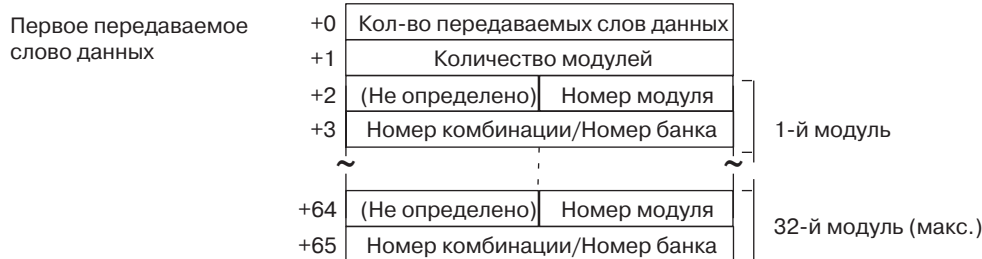 Первое передаваемое
слово данных
+0 Кол-во передаваемых слов данных
+1 Количество модулей
+2 (Не определено) Номер модуля
+3 Номер комбинации/Номер банка
1-й модуль
~ ~
+64 (Не определено) Номер модуля
+65 Номер комбинации/Номер банка
32-й модуль (макс.)